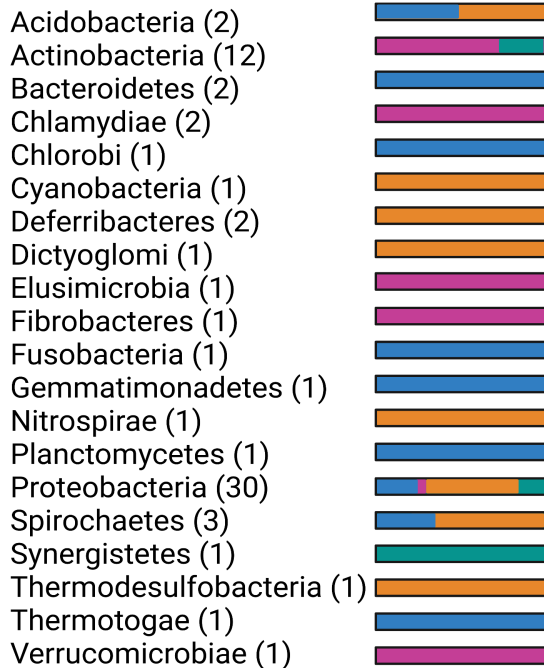 Acidobacteria (2)
Actinobacteria (12)
Bacteroidetes (2)
Chlamydiae (2)
Chlorobi (1)
Cyanobacteria (1)
Deferribacteres (2)
Dictyoglomi (1)
Elusimicrobia (1)
Fibrobacteres (1)
Fusobacteria (1)
Gemmatimonadetes (1)
Nitrospirae (1)
Planctomycetes (1)
Proteobacteria (30)
Spirochaetes (3)
Synergistetes (1)
Thermodesulfobacteria (1)
Thermotogae (1)
Verrucomicrobiae (1)